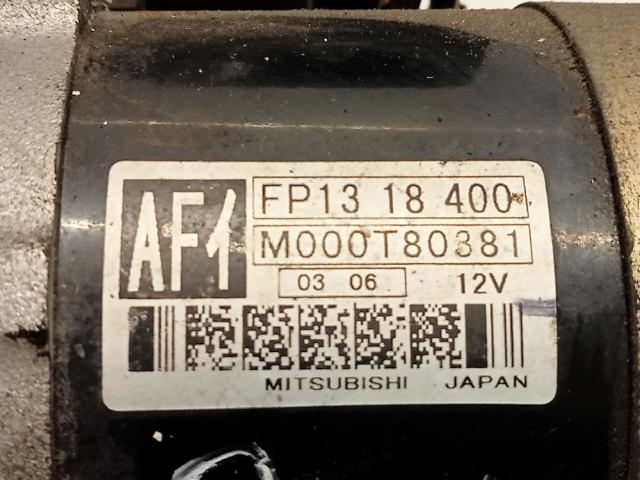 AF1
FP13 18 400
M000T80381
03 06 12V
MITSUBISHI JAPAN